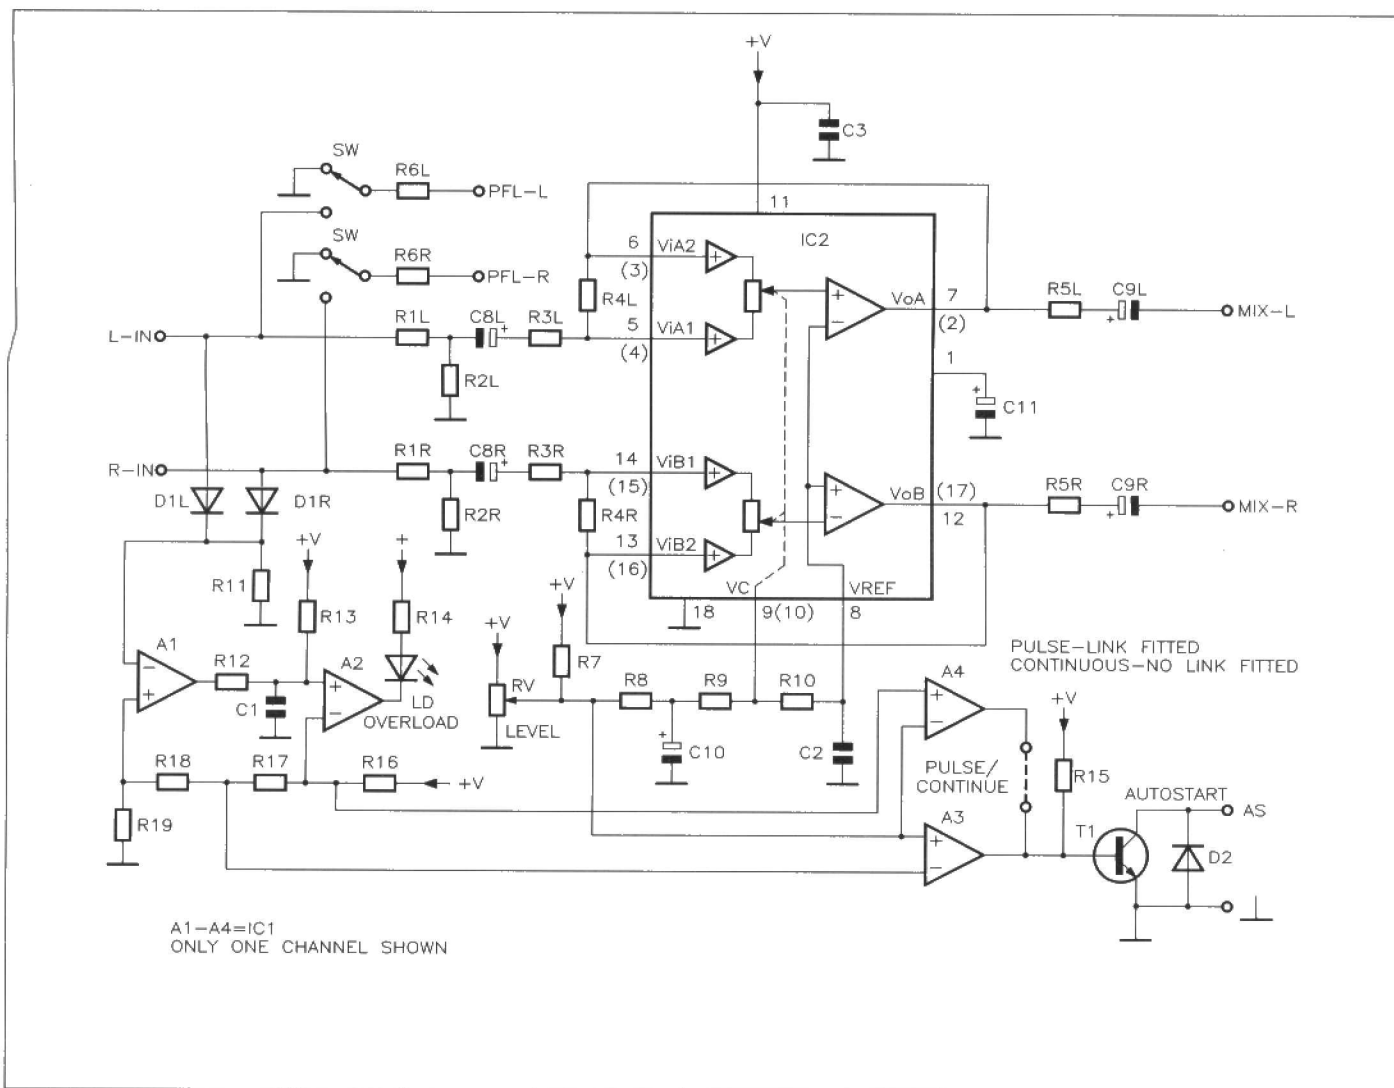 +V
C3
SW
R6L
PFL-L
11
SW
R6R
PFL-R
6
(3)
ViA2
IC2
R4L
L-IN
R1L
C8L
+
R3L
5
(4)
ViA1
+
+
+
−
VoA
7
(2)
R5L
C9L
+
MIX-L
R2L
1
+
C11
R-IN
R1R
C8R
+
R3R
14
(15)
ViB1
+
D1L
D1R
R2R
R4R
+
−
VoB
(17)
12
R5R
C9R
+
MIX-R
13
(16)
ViB2
+
R11
+V
+
R13
R14
VC
VREF
18
9(10)
8
+V
+V
R7
A1
−
+
R12
C1
A2
+
−
LD
OVERLOAD
RV
LEVEL
R8
R9
R10
+
C10
C2
A4
+
−
PULSE-LINK FITTED
CONTINUOUS-NO LINK FITTED
+V
R18
R17
R16
+V
PULSE/
CONTINUE
R15
R19
A3
+
−
AUTOSTART
T1
AS
D2
A1-A4=IC1
ONLY ONE CHANNEL SHOWN